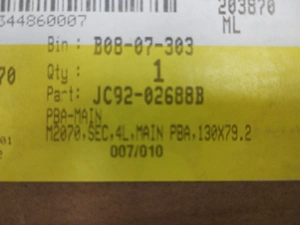 344860007
203870
ML
Bin : B08-07-303
70
Qty : 1
Part: JC92-02688B
PBA-MAIN
M2070,SEC,4L,MAIN PBA,130X79.2
01
007/010